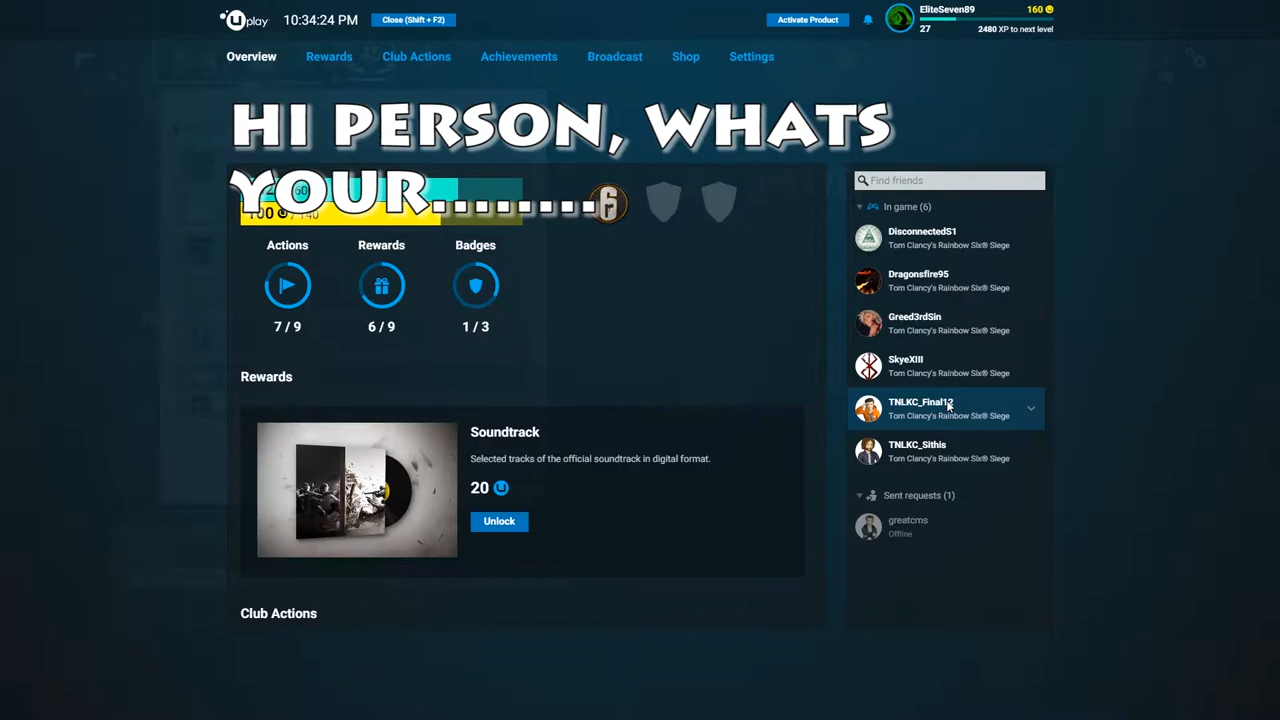 uplay 10:34:24 PM Close (Shift + F2) Activate Product EliteSeven89 160
27 2480 XP to next level
Overview Rewards Club Actions Achievements Broadcast Shop Settings
HI PERSON, WHATS
YOUR........
100 / 140
Actions Rewards Badges
7 / 9 6 / 9 1 / 3
Rewards
Soundtrack
Selected tracks of the official soundtrack in digital format.
20
Unlock
Club Actions
Find friends
In game (6)
DisconnectedS1
Tom Clancy's Rainbow Six® Siege
Dragonsfire95
Tom Clancy's Rainbow Six® Siege
Greed3rdSin
Tom Clancy's Rainbow Six® Siege
SkyeXIII
Tom Clancy's Rainbow Six® Siege
TNLKC_Final12
Tom Clancy's Rainbow Six® Siege
TNLKC_Sithis
Tom Clancy's Rainbow Six® Siege
Sent requests (1)
greatcms
Offline